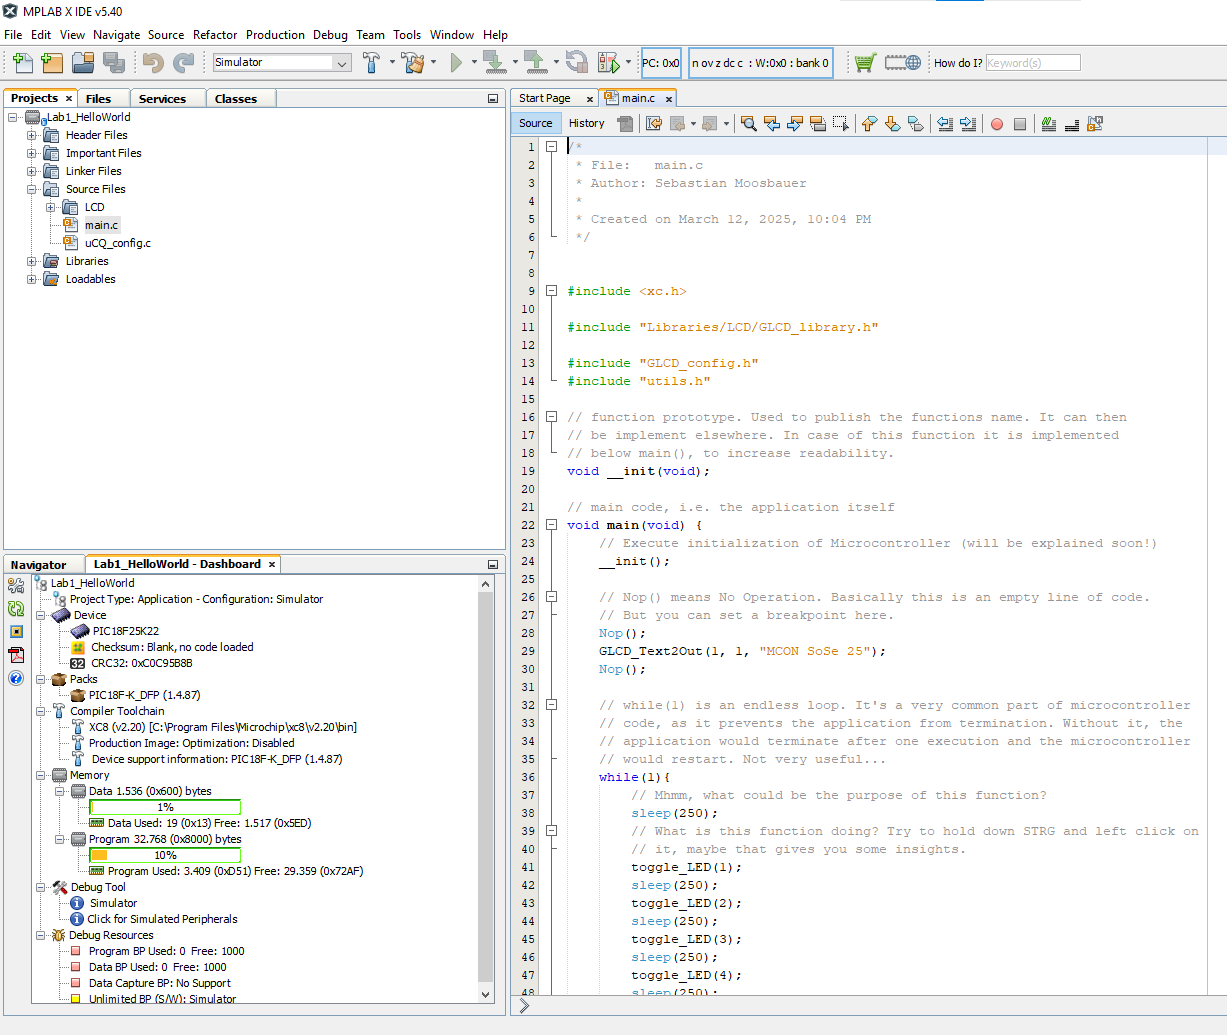 MPLAB X IDE v5.40
File Edit View Navigate Source Refactor Production Debug Team Tools Window Help
Simulator
PC: 0x0
n ov z dc c : W:0x0 : bank 0
How do I? Keyword(s)
Projects × Files Services Classes
Lab1_HelloWorld
Header Files
Important Files
Linker Files
Source Files
LCD
main.c
uCQ_config.c
Libraries
Loadables
Navigator Lab1_HelloWorld - Dashboard ×
Lab1_HelloWorld
Project Type: Application - Configuration: Simulator
Device
PIC18F25K22
Checksum: Blank, no code loaded
32 CRC32: 0xC0C95B8B
Packs
PIC18F-K_DFP (1.4.87)
Compiler Toolchain
XC8 (v2.20) [C:\Program Files\Microchip\xc8\v2.20\bin]
Production Image: Optimization: Disabled
Device support information: PIC18F-K_DFP (1.4.87)
Memory
Data 1.536 (0x600) bytes
1%
Data Used: 19 (0x13) Free: 1.517 (0x5ED)
Program 32.768 (0x8000) bytes
10%
Program Used: 3.409 (0xD51) Free: 29.359 (0x72AF)
Debug Tool
Simulator
Click for Simulated Peripherals
Debug Resources
Program BP Used: 0 Free: 1000
Data BP Used: 0 Free: 1000
Data Capture BP: No Support
Unlimited BP (S/W): Simulator
Start Page × main.c ×
Source History
1 /*
2 * File:   main.c
3 * Author: Sebastian Moosbauer
4 *
5 * Created on March 12, 2025, 10:04 PM
6 */
7
8
9 #include <xc.h>
10
11 #include "Libraries/LCD/GLCD_library.h"
12
13 #include "GLCD_config.h"
14 #include "utils.h"
15
16 // function prototype. Used to publish the functions name. It can then
17 // be implement elsewhere. In case of this function it is implemented
18 // below main(), to increase readability.
19 void __init(void);
20
21 // main code, i.e. the application itself
22 void main(void) {
23 // Execute initialization of Microcontroller (will be explained soon!)
24 __init();
25
26 // Nop() means No Operation. Basically this is an empty line of code.
27 // But you can set a breakpoint here.
28 Nop();
29 GLCD_Text2Out(1, 1, "MCON SoSe 25");
30 Nop();
31
32 // while(1) is an endless loop. It's a very common part of microcontroller
33 // code, as it prevents the application from termination. Without it, the
34 // application would terminate after one execution and the microcontroller
35 // would restart. Not very useful...
36 while(1){
37 // Mhmm, what could be the purpose of this function?
38 sleep(250);
39 // What is this function doing? Try to hold down STRG and left click on
40 // it, maybe that gives you some insights.
41 toggle_LED(1);
42 sleep(250);
43 toggle_LED(2);
44 sleep(250);
45 toggle_LED(3);
46 sleep(250);
47 toggle_LED(4);
48 sleep(250);